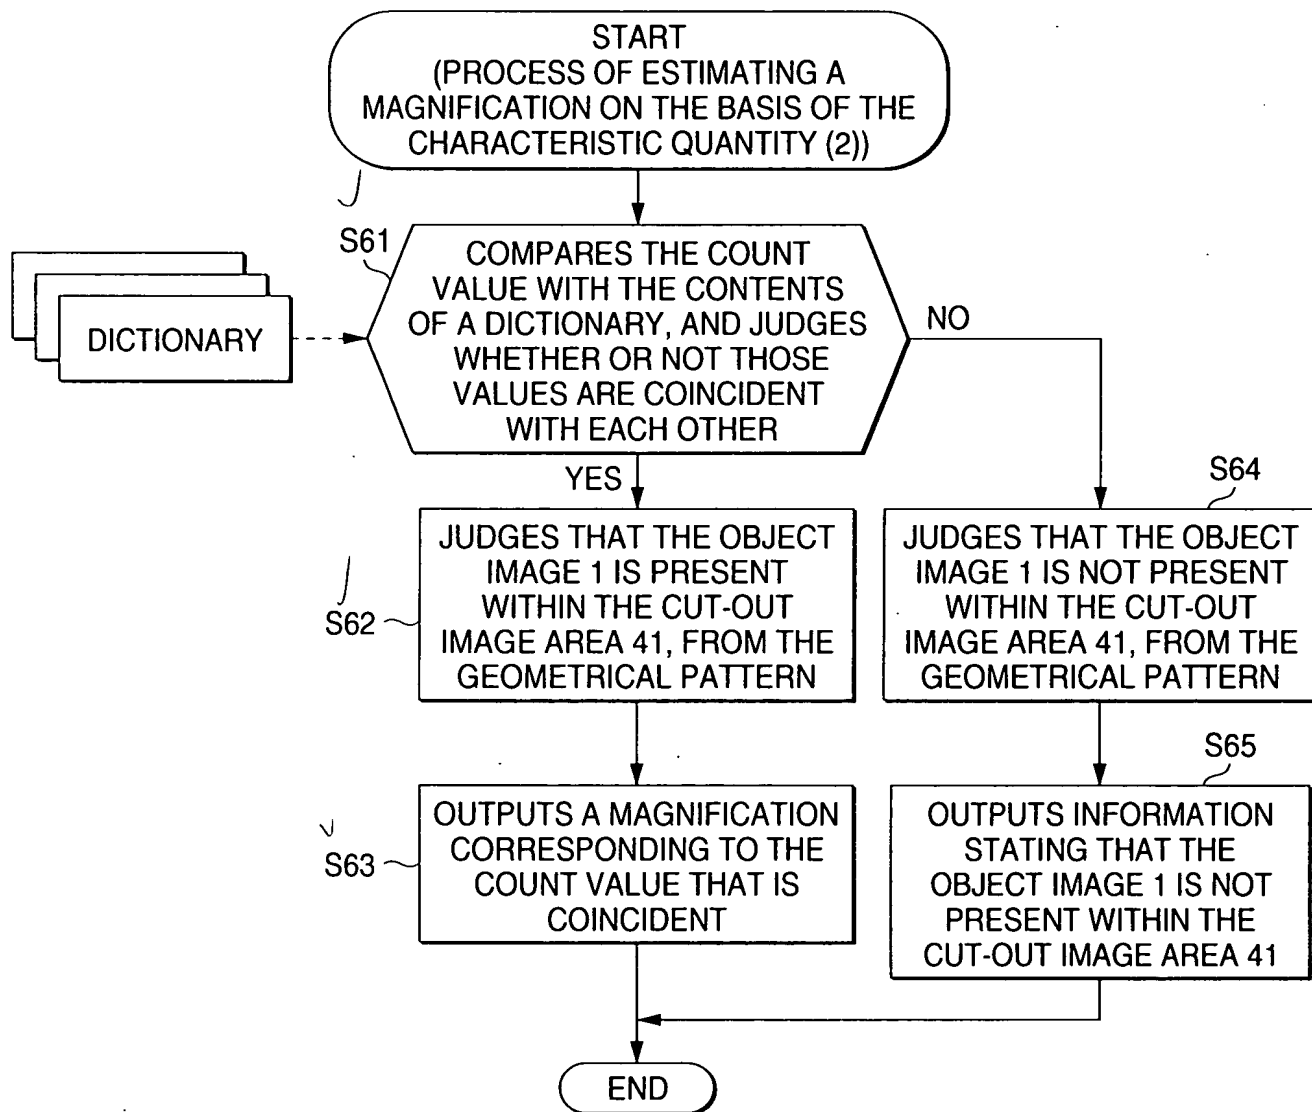 START
(PROCESS OF ESTIMATING A
MAGNIFICATION ON THE BASIS OF THE
CHARACTERISTIC QUANTITY (2))
S61
COMPARES THE COUNT
VALUE WITH THE CONTENTS
OF A DICTIONARY, AND JUDGES
WHETHER OR NOT THOSE
VALUES ARE COINCIDENT
WITH EACH OTHER
DICTIONARY
NO
YES
S62
JUDGES THAT THE OBJECT
IMAGE 1 IS PRESENT
WITHIN THE CUT-OUT
IMAGE AREA 41, FROM THE
GEOMETRICAL PATTERN
S64
JUDGES THAT THE OBJECT
IMAGE 1 IS NOT PRESENT
WITHIN THE CUT-OUT
IMAGE AREA 41, FROM THE
GEOMETRICAL PATTERN
S63
OUTPUTS A MAGNIFICATION
CORRESPONDING TO THE
COUNT VALUE THAT IS
COINCIDENT
S65
OUTPUTS INFORMATION
STATING THAT THE
OBJECT IMAGE 1 IS NOT
PRESENT WITHIN THE
CUT-OUT IMAGE AREA 41
END